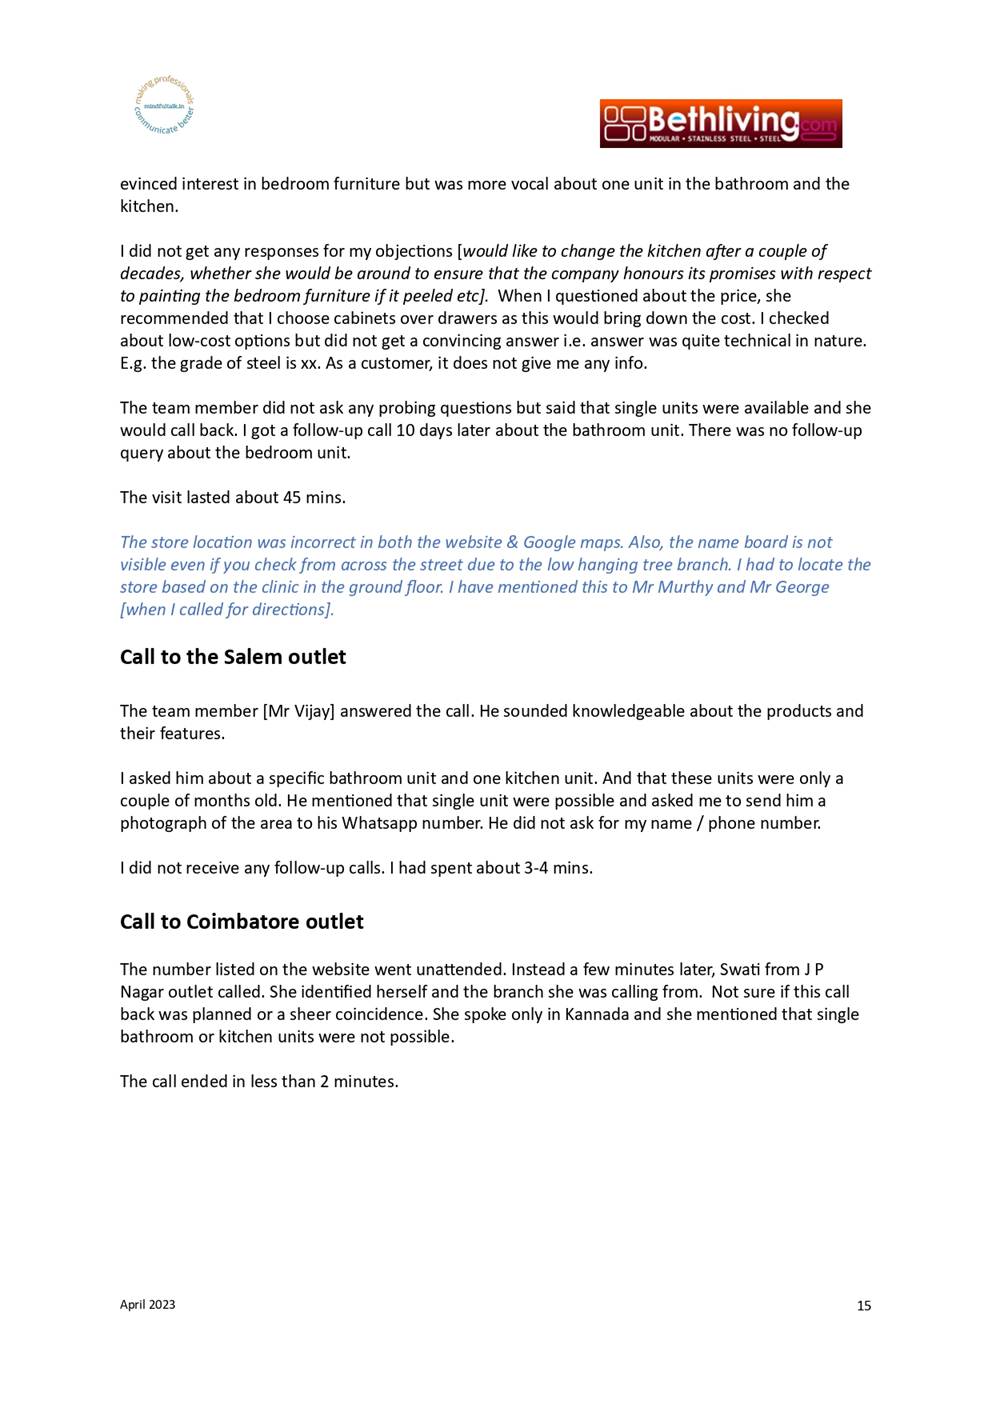 making professionals
mindfultalk.in
communicate better
Bethliving.com
MODULAR • STAINLESS STEEL • STEEL
evinced interest in bedroom furniture but was more vocal about one unit in the bathroom and the
kitchen.
I did not get any responses for my objections [would like to change the kitchen after a couple of
decades, whether she would be around to ensure that the company honours its promises with respect
to painting the bedroom furniture if it peeled etc].  When I questioned about the price, she
recommended that I choose cabinets over drawers as this would bring down the cost. I checked
about low-cost options but did not get a convincing answer i.e. answer was quite technical in nature.
E.g. the grade of steel is xx. As a customer, it does not give me any info.
The team member did not ask any probing questions but said that single units were available and she
would call back. I got a follow-up call 10 days later about the bathroom unit. There was no follow-up
query about the bedroom unit.
The visit lasted about 45 mins.
The store location was incorrect in both the website & Google maps. Also, the name board is not
visible even if you check from across the street due to the low hanging tree branch. I had to locate the
store based on the clinic in the ground floor. I have mentioned this to Mr Murthy and Mr George
[when I called for directions].
Call to the Salem outlet
The team member [Mr Vijay] answered the call. He sounded knowledgeable about the products and
their features.
I asked him about a specific bathroom unit and one kitchen unit. And that these units were only a
couple of months old. He mentioned that single unit were possible and asked me to send him a
photograph of the area to his Whatsapp number. He did not ask for my name / phone number.
I did not receive any follow-up calls. I had spent about 3-4 mins.
Call to Coimbatore outlet
The number listed on the website went unattended. Instead a few minutes later, Swati from J P
Nagar outlet called. She identified herself and the branch she was calling from.  Not sure if this call
back was planned or a sheer coincidence. She spoke only in Kannada and she mentioned that single
bathroom or kitchen units were not possible.
The call ended in less than 2 minutes.
April 2023
15